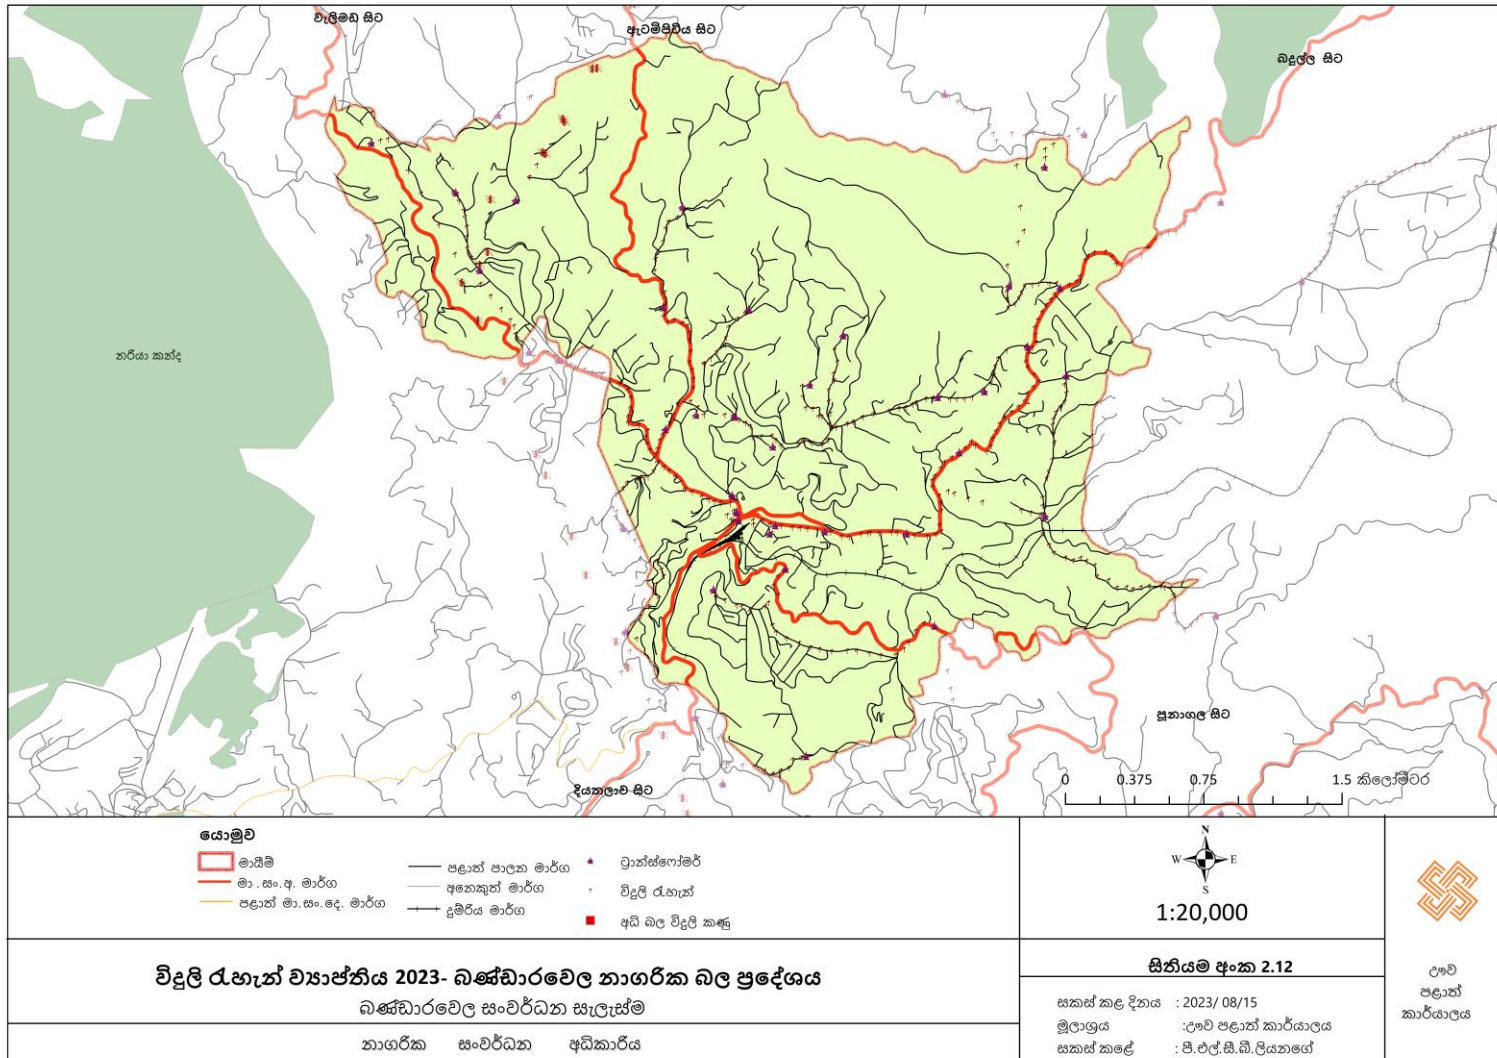 වැලිමඩ සිට
ඇටම්පිටිය සිට
බදුල්ල සිට
නරියා කන්ද
පූනාගල සිට
දියතලාව සිට
0 0.375 0.75 1.5 කිලෝමීටර
යොමුව
මායිම්
මා .සං.අ. මාර්ග
පළාත් මා.සං.දෙ. මාර්ග
පළාත් පාලන මාර්ග
අනෙකුත් මාර්ග
දුම්රිය මාර්ග
ට්‍රාන්ස්ෆෝමර්
විදුලි රැහැන්
අධි බල විදුලි කණු
N
W E
S
1:20,000
විදුලි රැහැන් ව්‍යාප්තිය 2023- බණ්ඩාරවෙල නාගරික බල ප්‍රදේශය
බණ්ඩාරවෙල සංවර්ධන සැලැස්ම
නාගරික සංවර්ධන අධිකාරිය
සිතියම අංක 2.12
සකස් කළ දිනය : 2023/ 08/15
මූලාශ්‍රය :ඌව පළාත් කාර්යාලය
සකස් කළේ : පී.එල්.සී.බී.ලියනගේ
ඌව
පළාත්
කාර්යාලය